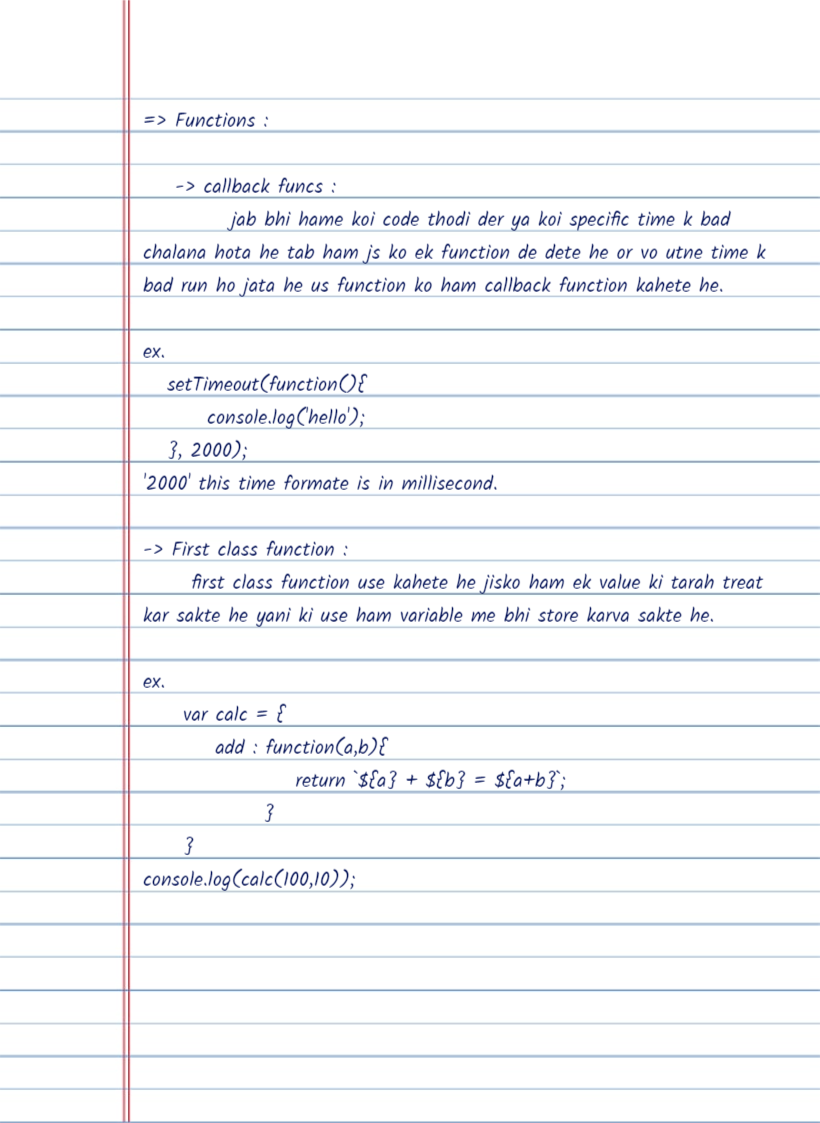 => Functions :
-> callback funcs :
jab bhi hame koi code thodi der ya koi specific time k bad
chalana hota he tab ham js ko ek function de dete he or vo utne time k
bad run ho jata he us function ko ham callback function kahete he.
ex.
setTimeout(function(){
console.log('hello');
}, 2000);
'2000' this time formate is in millisecond.
-> First class function :
first class function use kahete he jisko ham ek value ki tarah treat
kar sakte he yani ki use ham variable me bhi store karva sakte he.
ex.
var calc = {
add : function(a,b){
return `${a} + ${b} = ${a+b}`;
}
}
console.log(calc(100,10));